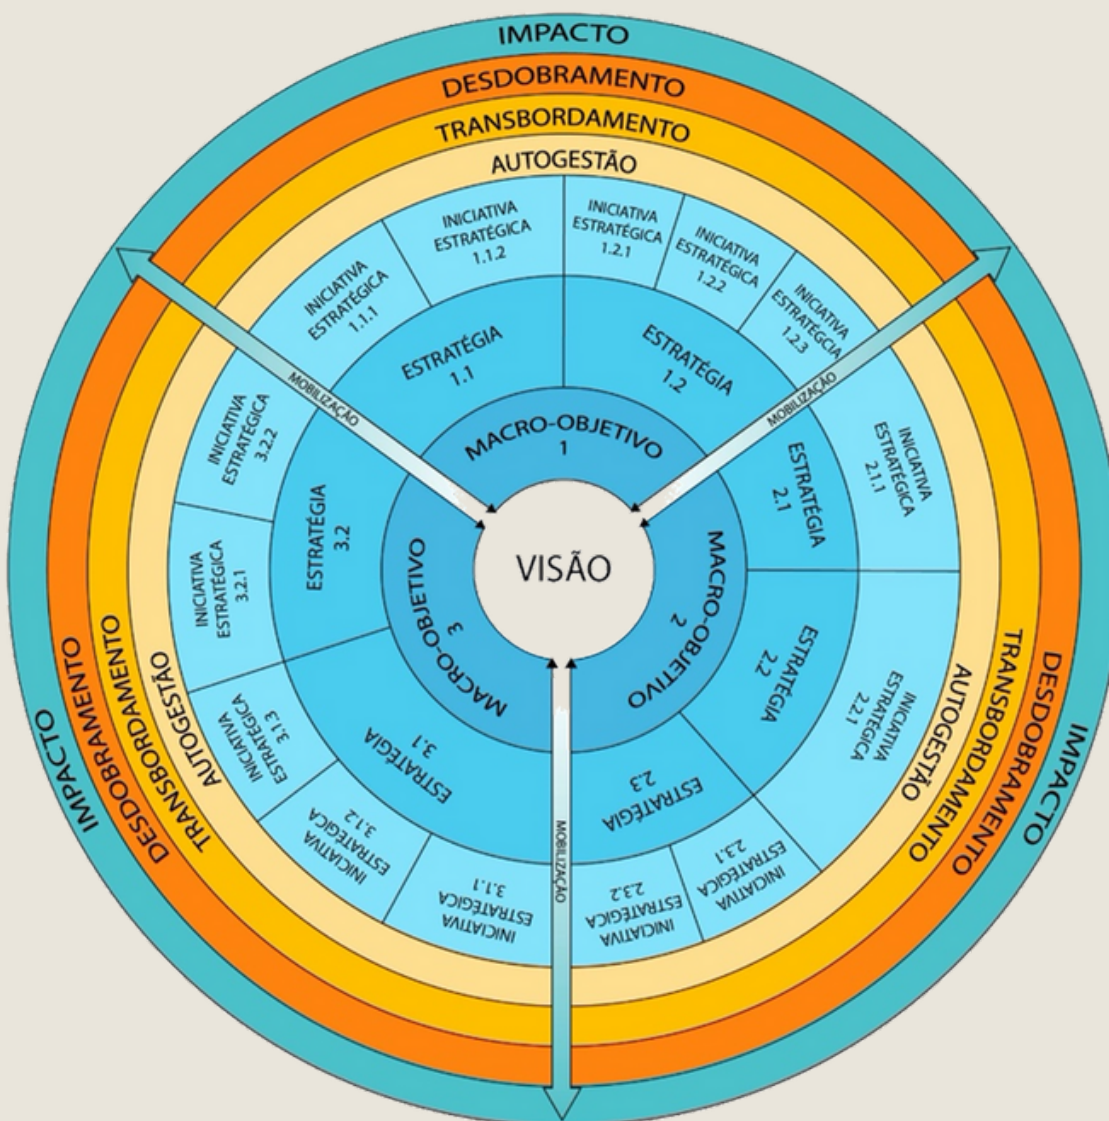 IMPACTO
DESDOBRAMENTO
TRANSBORDAMENTO
AUTOGESTÃO
INICIATIVA
ESTRATÉGICA
1.1.1
INICIATIVA
ESTRATÉGICA
1.1.2
INICIATIVA
ESTRATÉGICA
1.2.1
INICIATIVA
ESTRATÉGICA
1.2.2
INICIATIVA
ESTRATÉGCIA
1.2.3
ESTRATÉGIA
1.1
ESTRATÉGIA
1.2
MACRO-OBJETIVO
1
MOBILIZAÇÃO
MOBILIZAÇÃO
VISÃO
MACRO-OBJETIVO
2
ESTRATÉGIA
2.1
INICIATIVA
ESTRATÉGICA
2.1.1
ESTRATÉGIA
2.2
INICIATIVA
ESTRATÉGICA
2.2.1
ESTRATÉGIA
2.3
INICIATIVA
ESTRATÉGICA
2.3.1
INICIATIVA
ESTRATÉGICA
2.3.2
AUTOGESTÃO
TRANSBORDAMENTO
DESDOBRAMENTO
IMPACTO
MOBILIZAÇÃO
MACRO-OBJETIVO
3
ESTRATÉGIA
3.1
INICIATIVA
ESTRATÉGICA
3.1.1
INICIATIVA
ESTRATÉGICA
3.1.2
INICIATIVA
ESTRATÉGICA
3.1.3
ESTRATÉGIA
3.2
INICIATIVA
ESTRATÉGICA
3.2.1
INICIATIVA
ESTRATÉGICA
3.2.2
AUTOGESTÃO
TRANSBORDAMENTO
DESDOBRAMENTO
IMPACTO